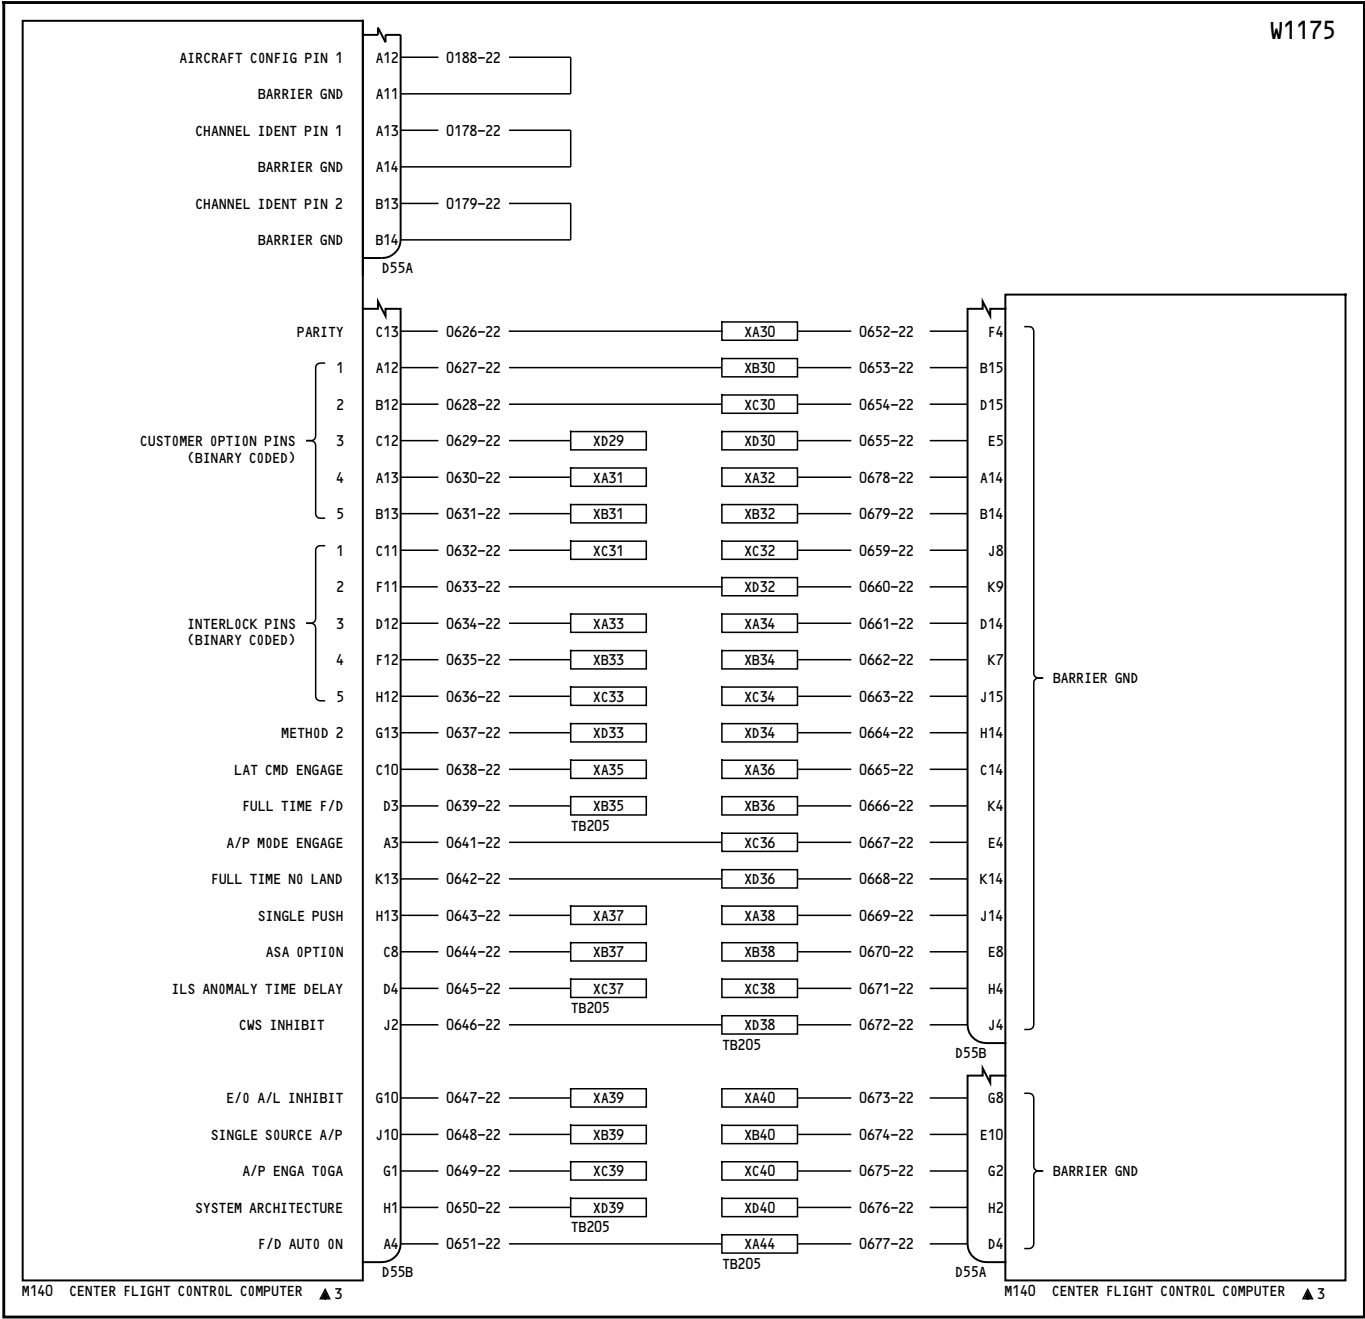 W1175
AIRCRAFT CONFIG PIN 1 A12 0188-22
BARRIER GND A11
CHANNEL IDENT PIN 1 A13 0178-22
BARRIER GND A14
CHANNEL IDENT PIN 2 B13 0179-22
BARRIER GND B14
D55A
PARITY C13 0626-22 XA30 0652-22 F4
1 A12 0627-22 XB30 0653-22 B15
2 B12 0628-22 XC30 0654-22 D15
CUSTOMER OPTION PINS 3 C12 0629-22 XD29 XD30 0655-22 E5
(BINARY CODED)
4 A13 0630-22 XA31 XA32 0678-22 A14
5 B13 0631-22 XB31 XB32 0679-22 B14
1 C11 0632-22 XC31 XC32 0659-22 J8
2 F11 0633-22 XD32 0660-22 K9
INTERLOCK PINS 3 D12 0634-22 XA33 XA34 0661-22 D14
(BINARY CODED)
4 F12 0635-22 XB33 XB34 0662-22 K7
BARRIER GND
5 H12 0636-22 XC33 XC34 0663-22 J15
METHOD 2 G13 0637-22 XD33 XD34 0664-22 H14
LAT CMD ENGAGE C10 0638-22 XA35 XA36 0665-22 C14
FULL TIME F/D D3 0639-22 XB35 XB36 0666-22 K4
TB205
A/P MODE ENGAGE A3 0641-22 XC36 0667-22 E4
FULL TIME NO LAND K13 0642-22 XD36 0668-22 K14
SINGLE PUSH H13 0643-22 XA37 XA38 0669-22 J14
ASA OPTION C8 0644-22 XB37 XB38 0670-22 E8
ILS ANOMALY TIME DELAY D4 0645-22 XC37 XC38 0671-22 H4
TB205
CWS INHIBIT J2 0646-22 XD38 0672-22 J4
TB205 D55B
E/O A/L INHIBIT G10 0647-22 XA39 XA40 0673-22 G8
SINGLE SOURCE A/P J10 0648-22 XB39 XB40 0674-22 E10
A/P ENGA TOGA G1 0649-22 XC39 XC40 0675-22 G2 BARRIER GND
SYSTEM ARCHITECTURE H1 0650-22 XD39 XD40 0676-22 H2
TB205
F/D AUTO ON A4 0651-22 XA44 0677-22 D4
TB205
D55B D55A
M140 CENTER FLIGHT CONTROL COMPUTER ▲ 3 M140 CENTER FLIGHT CONTROL COMPUTER ▲ 3